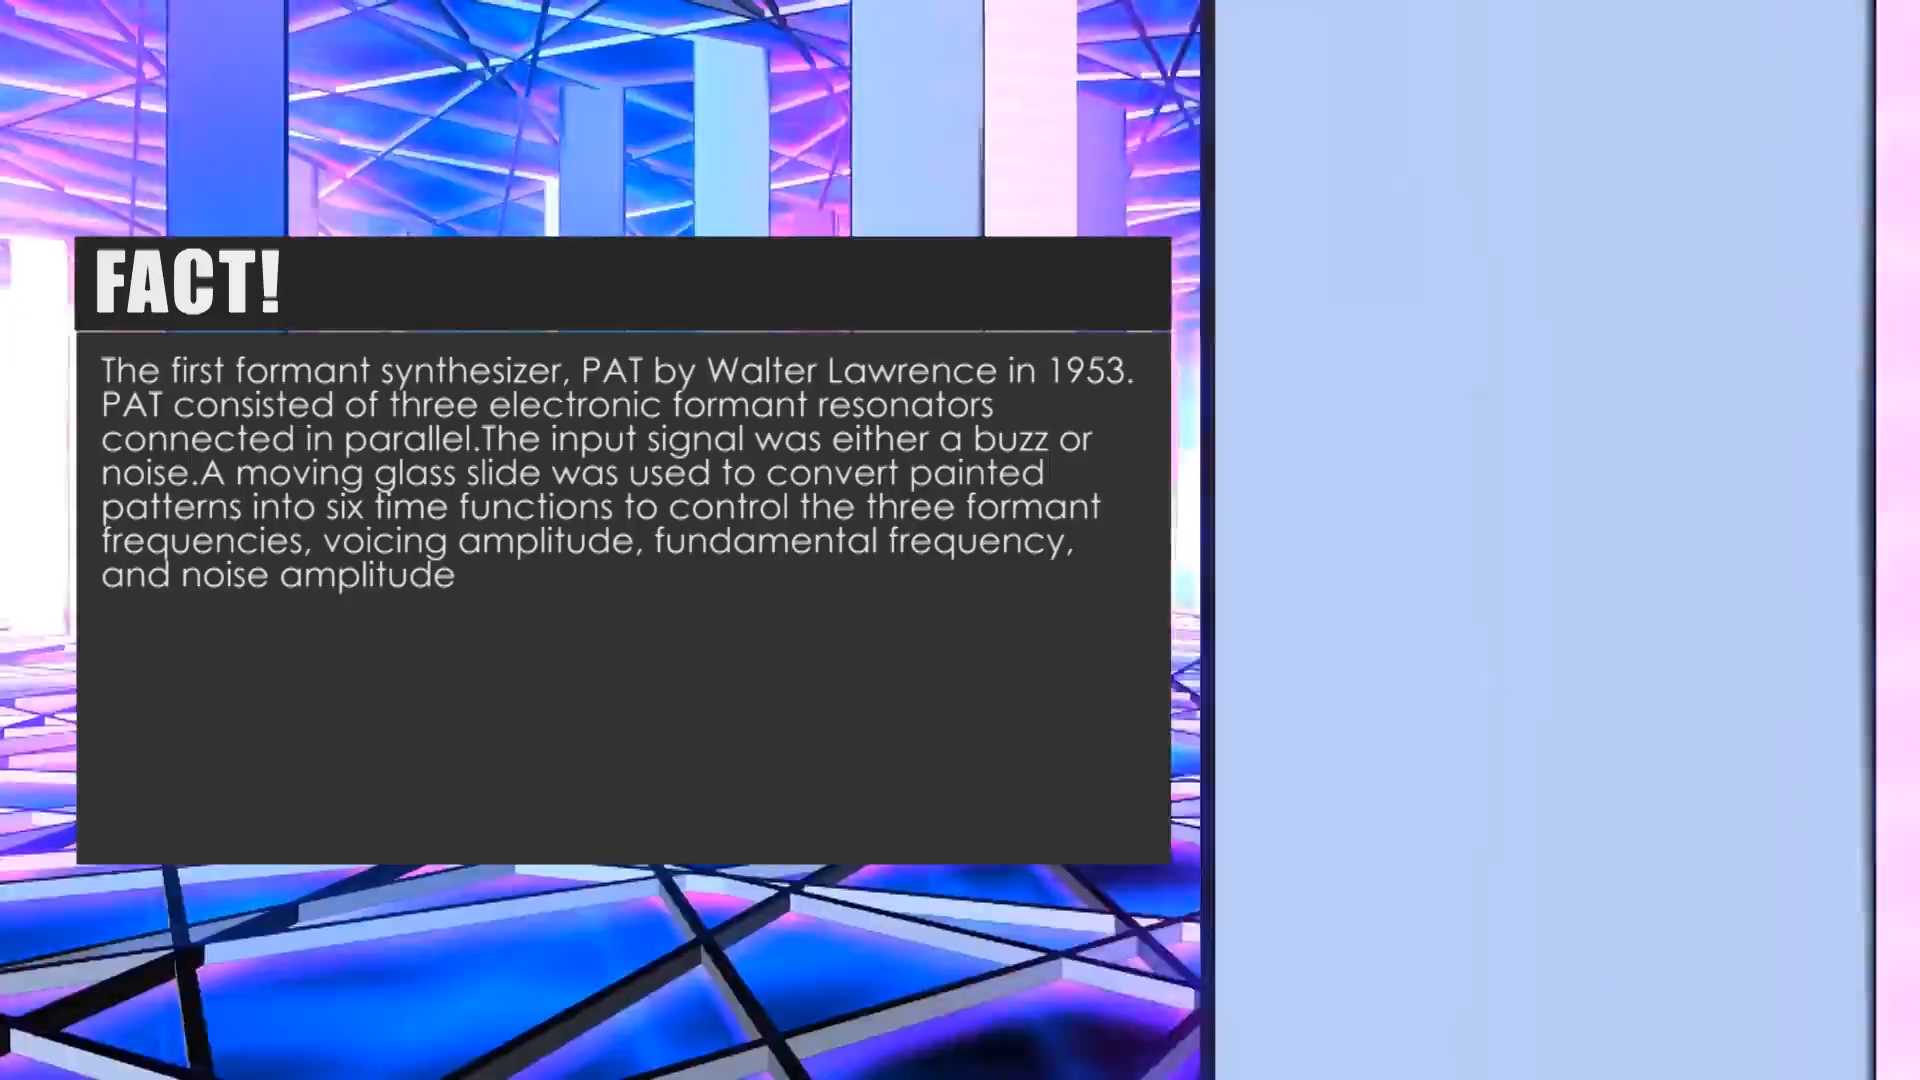 FACT!
The first formant synthesizer, PAT by Walter Lawrence in 1953.
PAT consisted of three electronic formant resonators
connected in parallel.The input signal was either a buzz or
noise.A moving glass slide was used to convert painted
patterns into six time functions to control the three formant
frequencies, voicing amplitude, fundamental frequency,
and noise amplitude